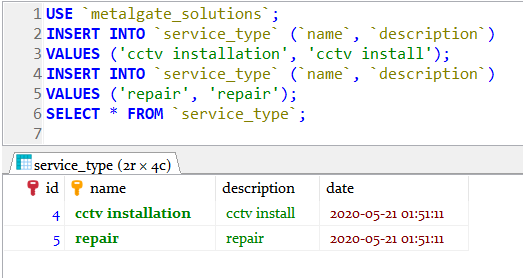 1 USE `metalgate_solutions`;
2 INSERT INTO `service_type` (`name`, `description`)
3 VALUES ('cctv installation', 'cctv install');
4 INSERT INTO `service_type` (`name`, `description`)
5 VALUES ('repair', 'repair');
6 SELECT * FROM `service_type`;
7
service_type (2r × 4c)
id name description date
4 cctv installation cctv install 2020-05-21 01:51:11
5 repair repair 2020-05-21 01:51:11